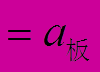 = a板